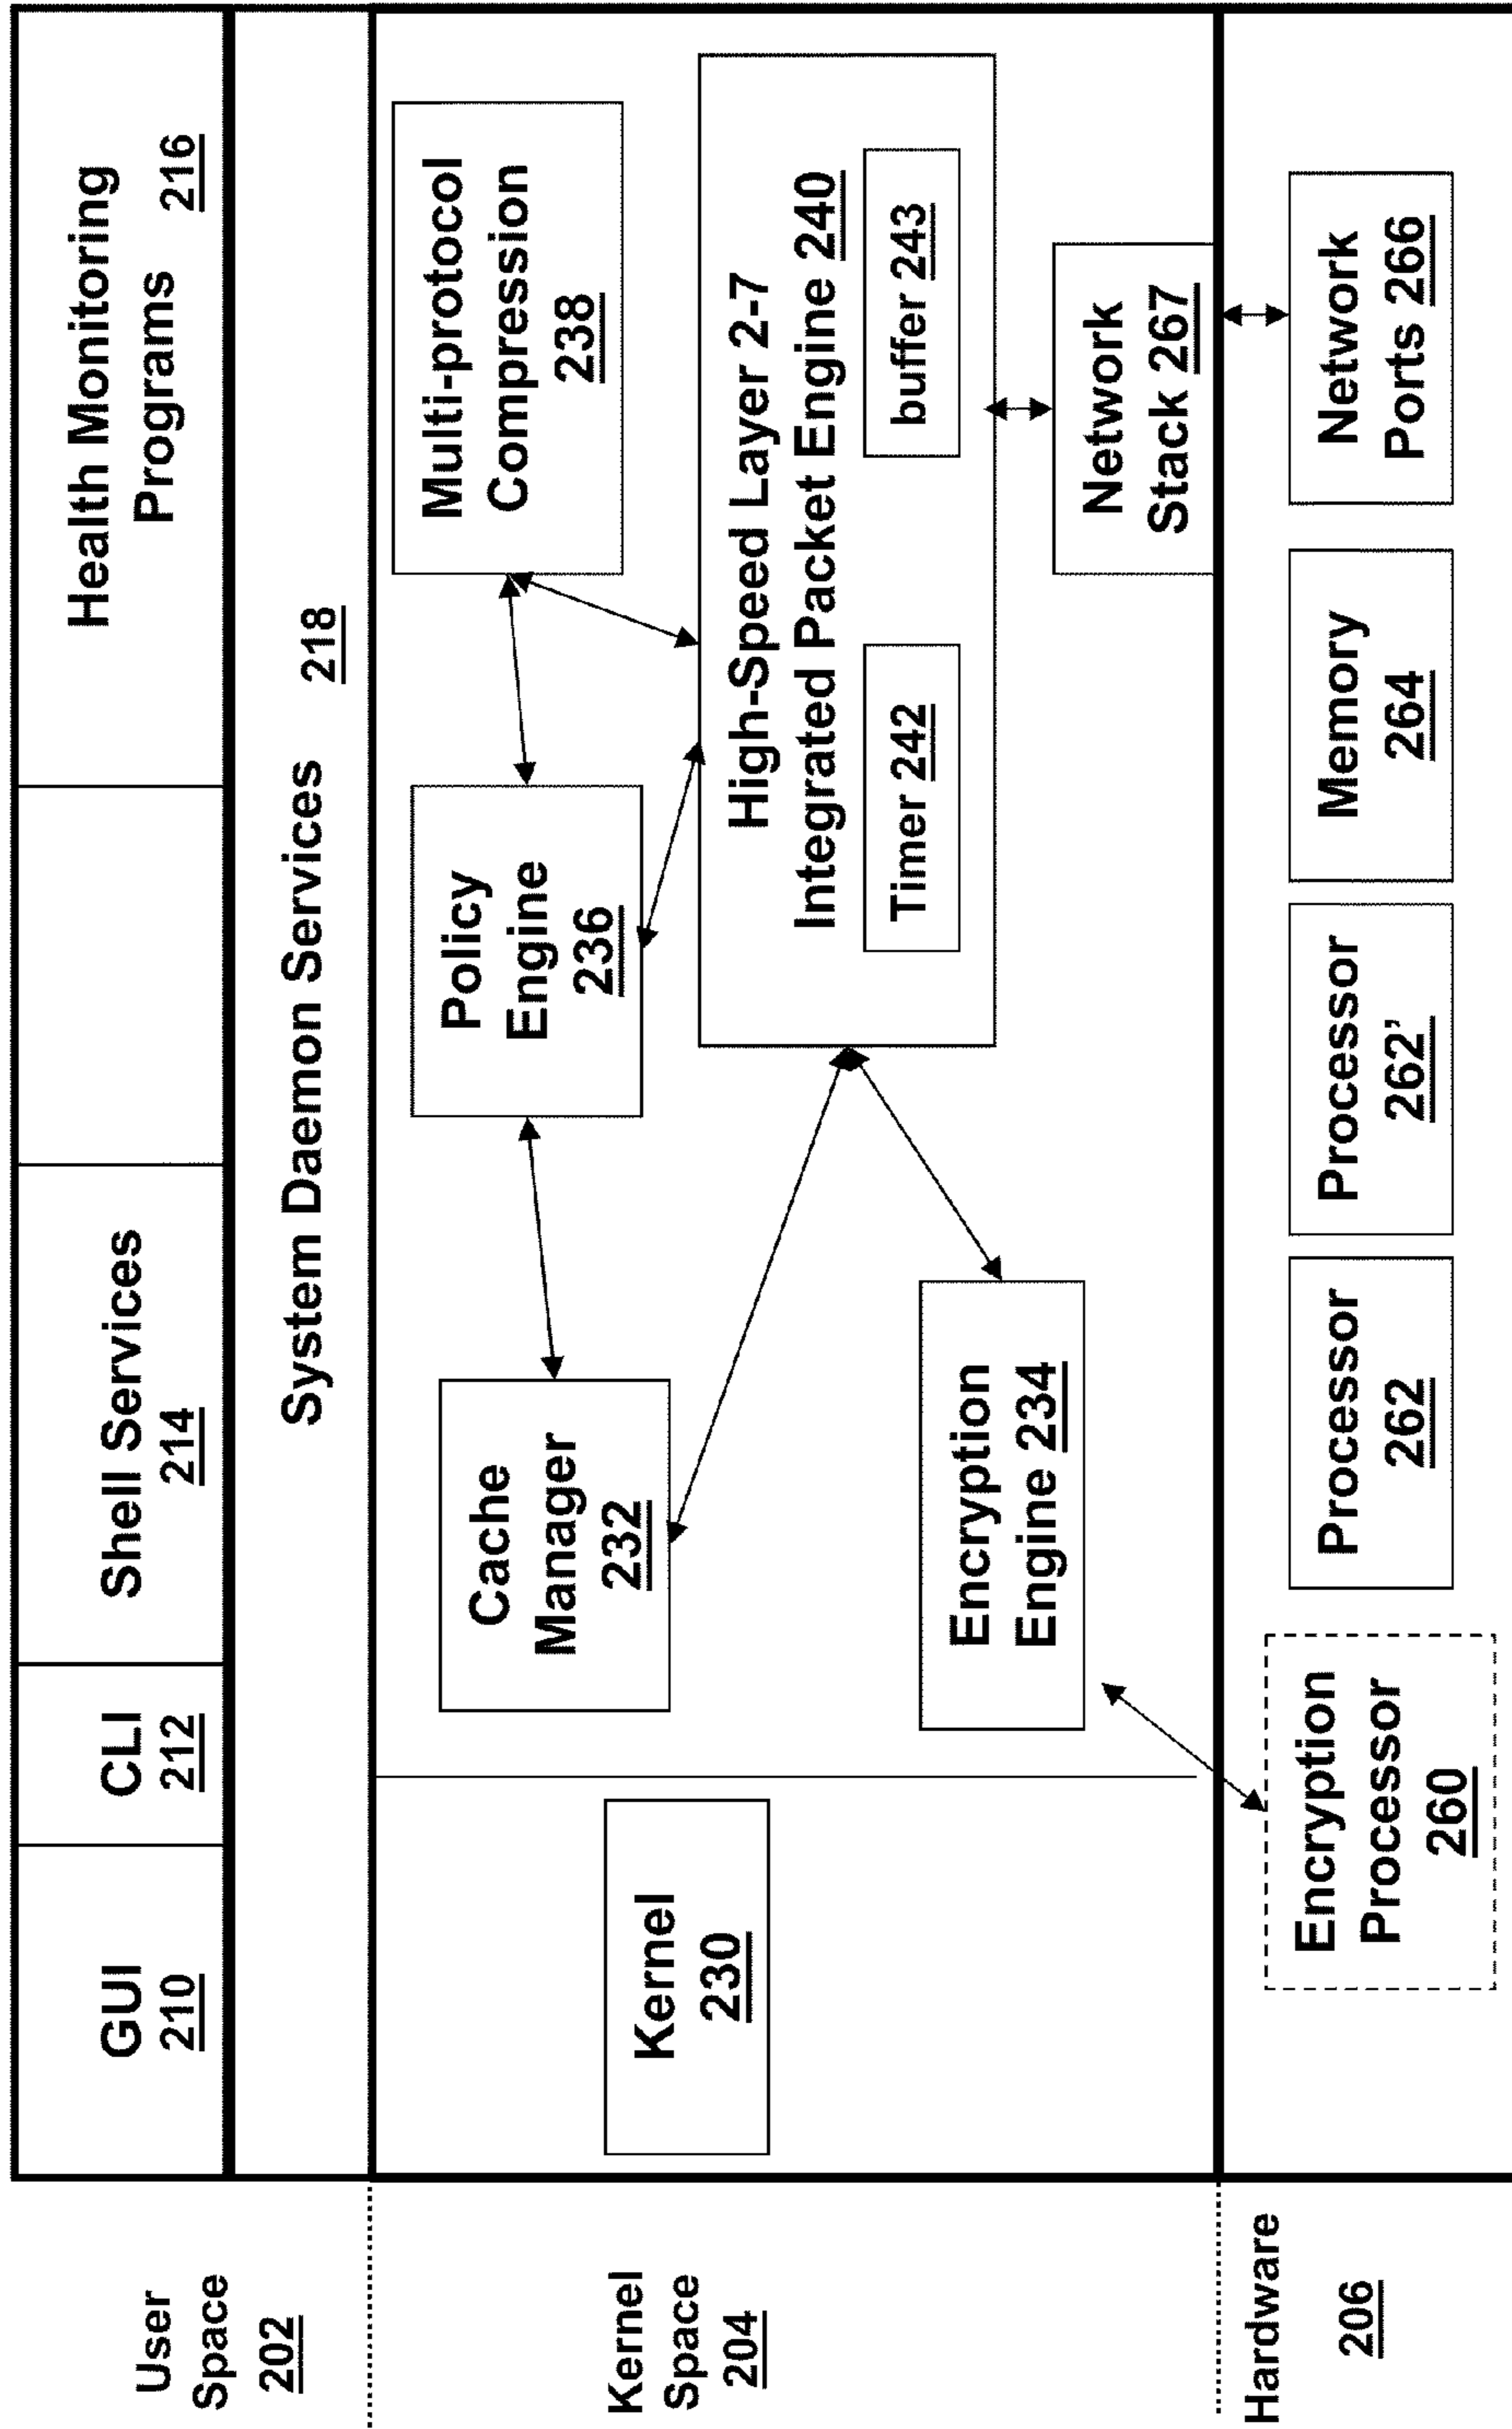 User
Space
202
GUI
210
CLI
212
Shell Services
214
Health Monitoring
Programs 216
System Daemon Services 218
Kernel
Space
204
Kernel
230
Cache
Manager
232
Policy
Engine
236
Multi-protocol
Compression
238
High-Speed Layer 2-7
Integrated Packet Engine 240
Timer 242
buffer 243
Encryption
Engine 234
Network
Stack 267
Hardware
206
Encryption
Processor
260
Processor
262
Processor
262’
Memory
264
Network
Ports 266